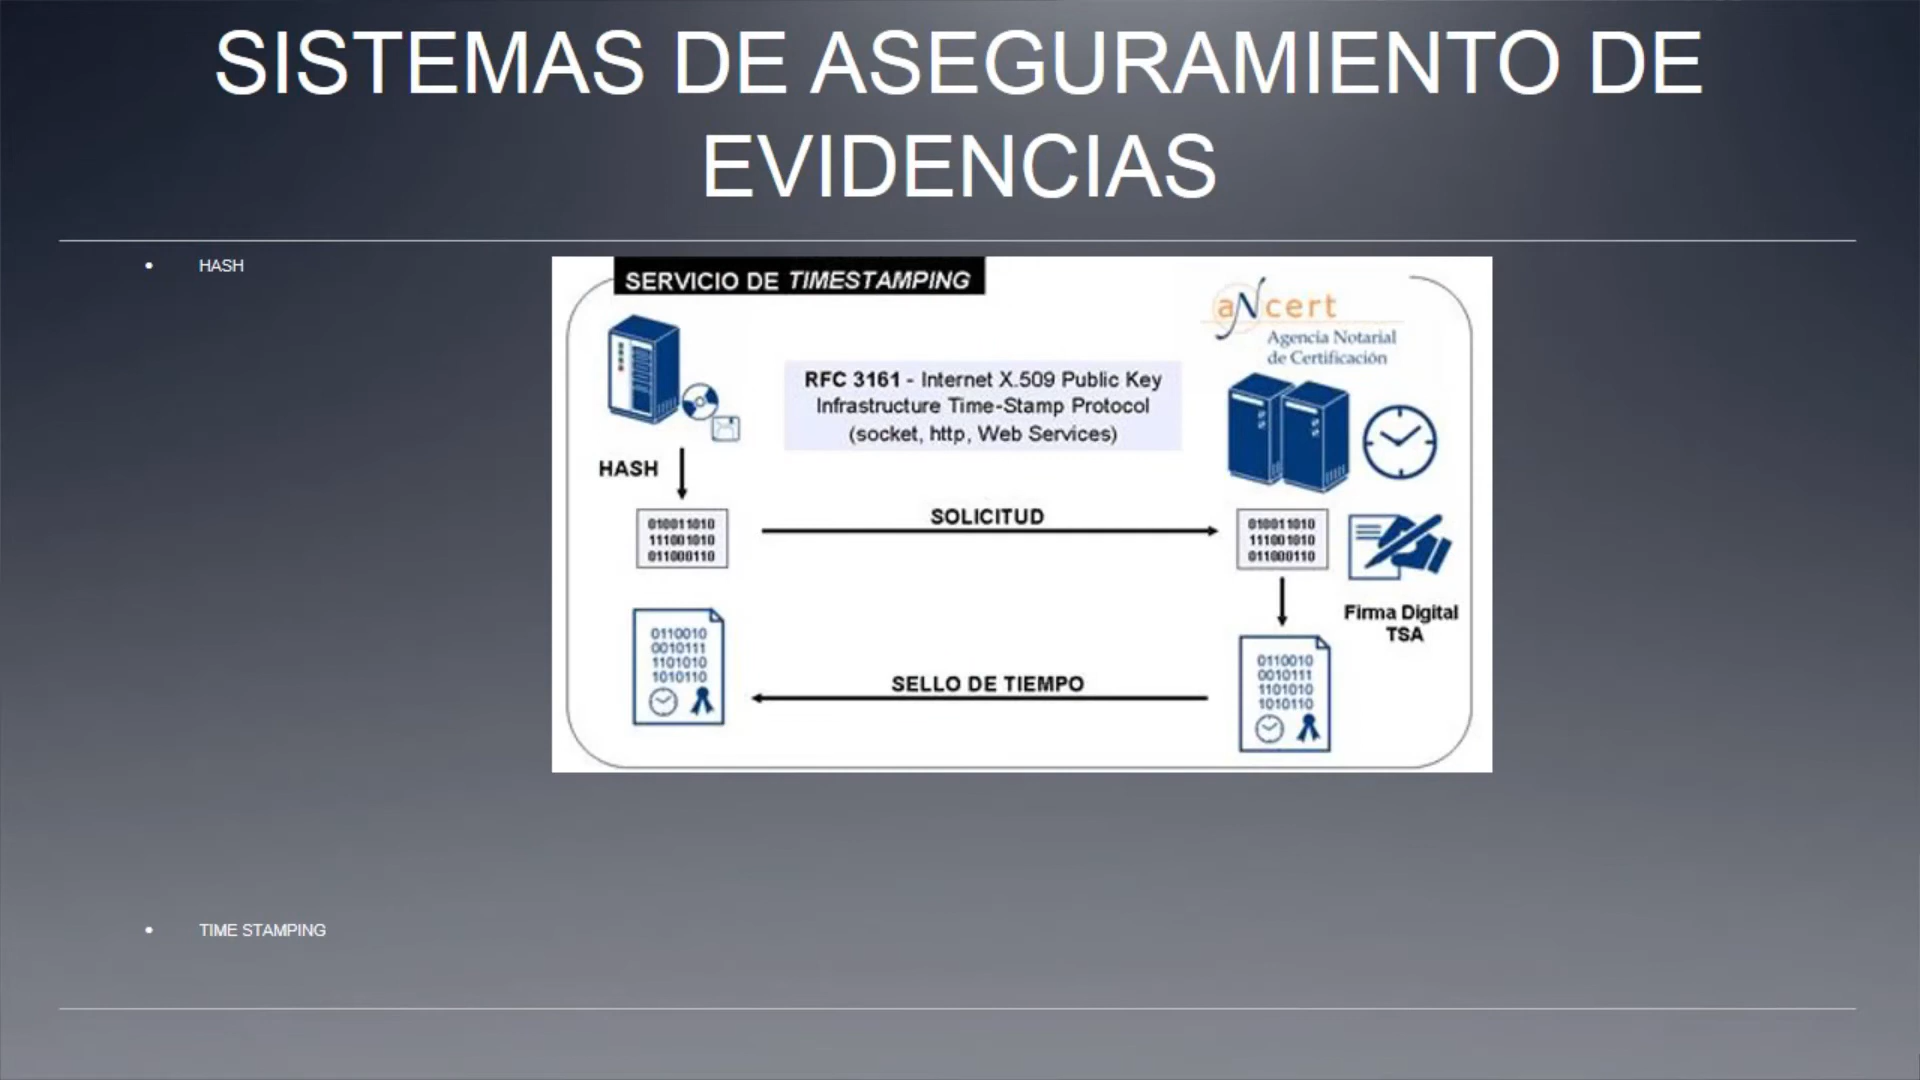 SISTEMAS DE ASEGURAMIENTO DE
EVIDENCIAS
• HASH
SERVICIO DE TIMESTAMPING
aNcert
Agencia Notarial
de Certificación
RFC 3161 - Internet X.509 Public Key
Infrastructure Time-Stamp Protocol
(socket, http, Web Services)
HASH
010011010
111001010
011000110
SOLICITUD
010011010
111001010
011000110
Firma Digital
TSA
0110010
0010111
1101010
1010110
SELLO DE TIEMPO
0110010
0010111
1101010
1010110
• TIME STAMPING